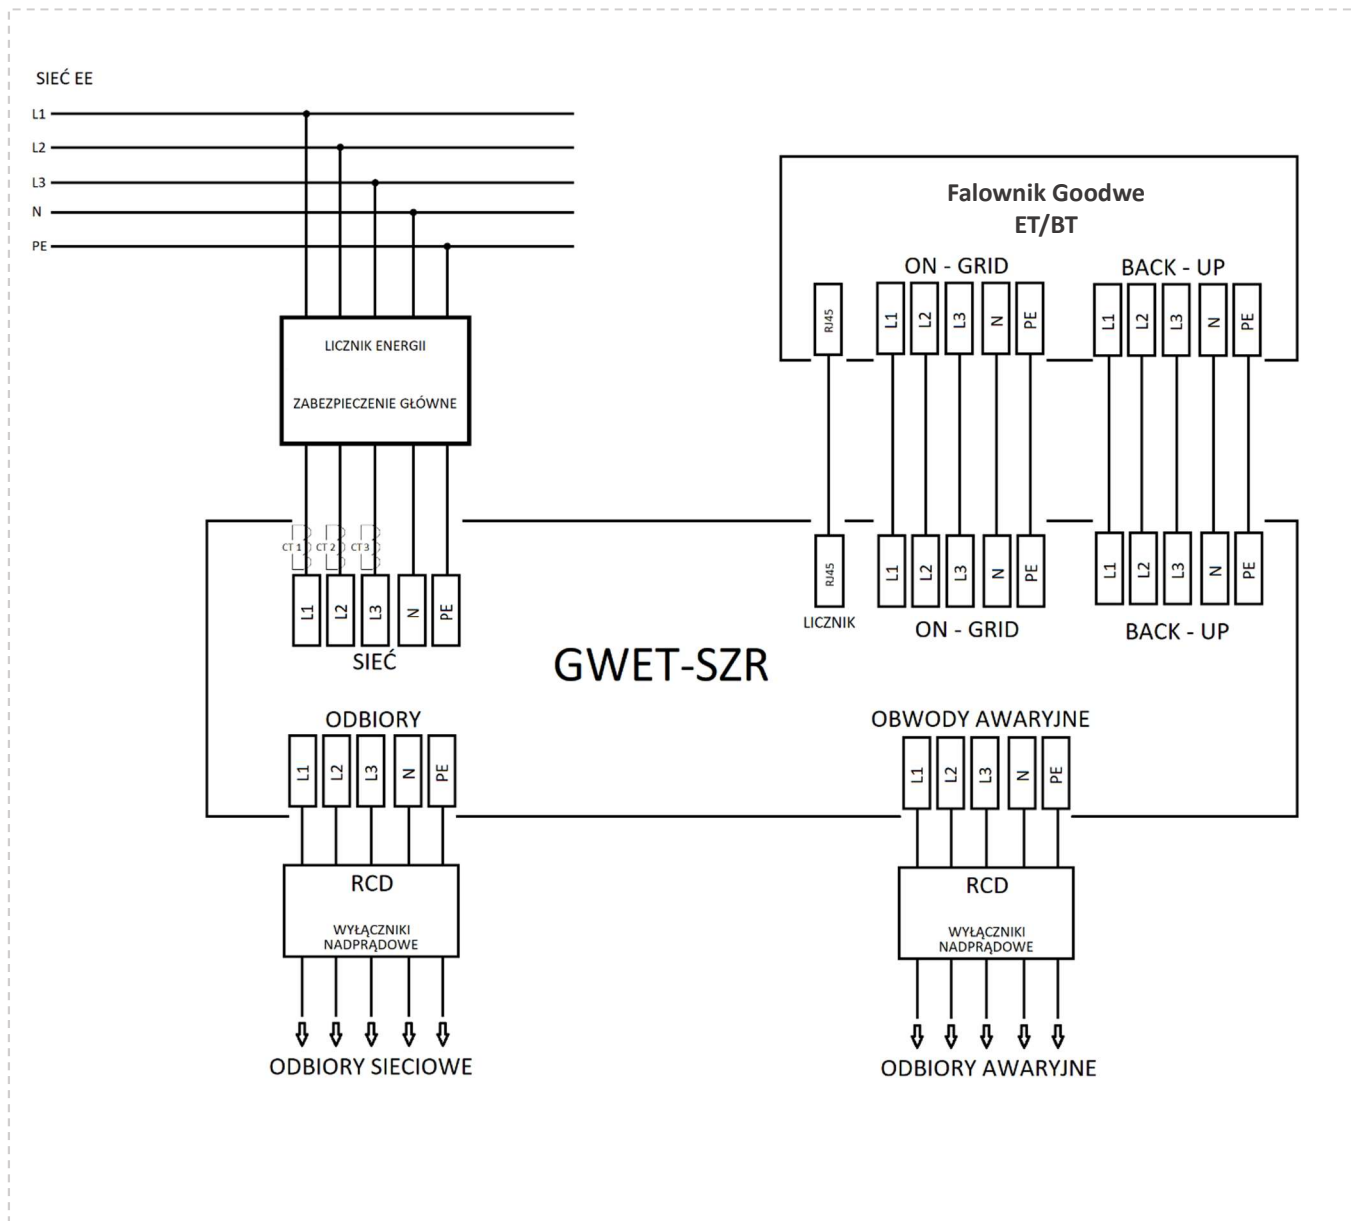 SIEĆ EE
L1
L2
L3
N
PE
LICZNIK ENERGII
ZABEZPIECZENIE GŁÓWNE
Falownik Goodwe
ET/BT
ON - GRID
BACK - UP
RJ45
L1
L2
L3
N
PE
L1
L2
L3
N
PE
CT 1
CT 2
CT 3
L1
L2
L3
N
PE
SIEĆ
RJ45
LICZNIK
L1
L2
L3
N
PE
ON - GRID
L1
L2
L3
N
PE
BACK - UP
GWET-SZR
ODBIORY
L1
L2
L3
N
PE
OBWODY AWARYJNE
L1
L2
L3
N
PE
RCD
WYŁĄCZNIKI
NADPRĄDOWE
ODBIORY SIECIOWE
RCD
WYŁĄCZNIKI
NADPRĄDOWE
ODBIORY AWARYJNE